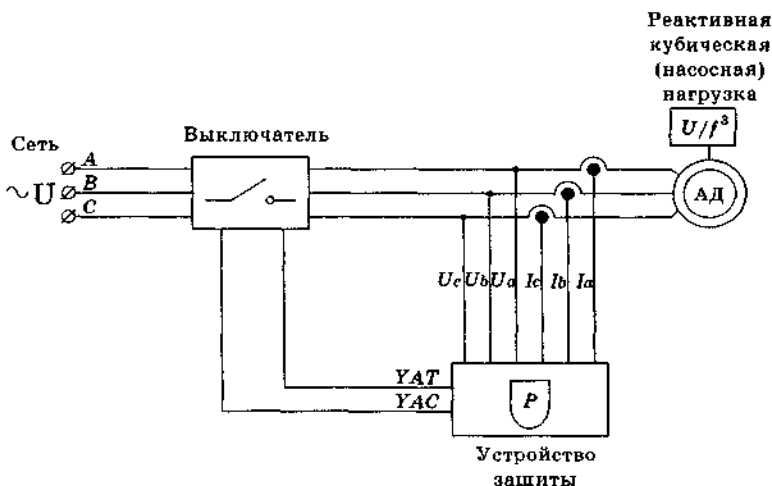 Реактивная
кубическая
(насосная)
нагрузка
U/f³
Выключатель
Сеть
A
B
C
~U
АД
Uc Ub Ua Ic Ib Ia
YAT
YAC
P
Устройство
защиты